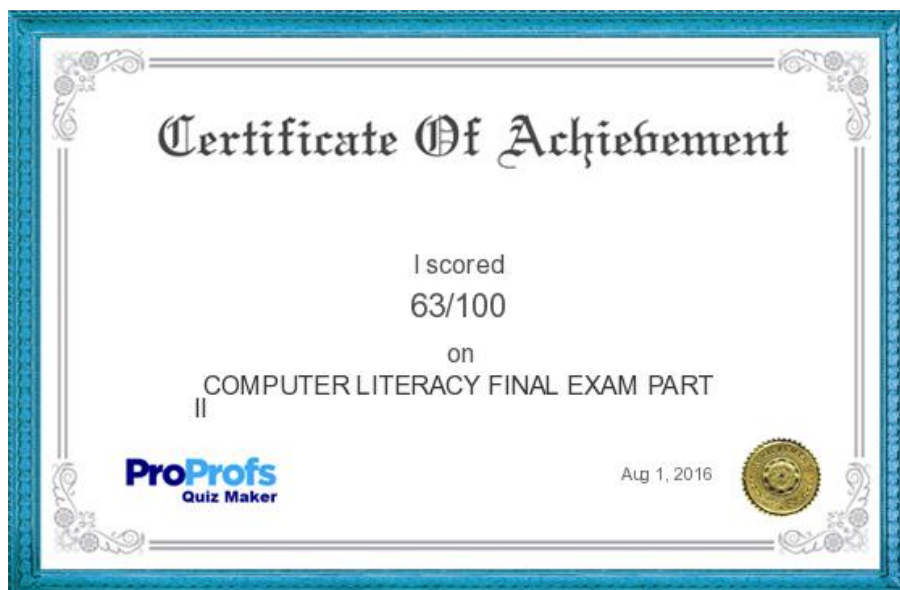 Certificate Of Achievement
I scored
63/100
on
COMPUTER LITERACY FINAL EXAM PART
II
ProProfs
Quiz Maker
Aug 1, 2016